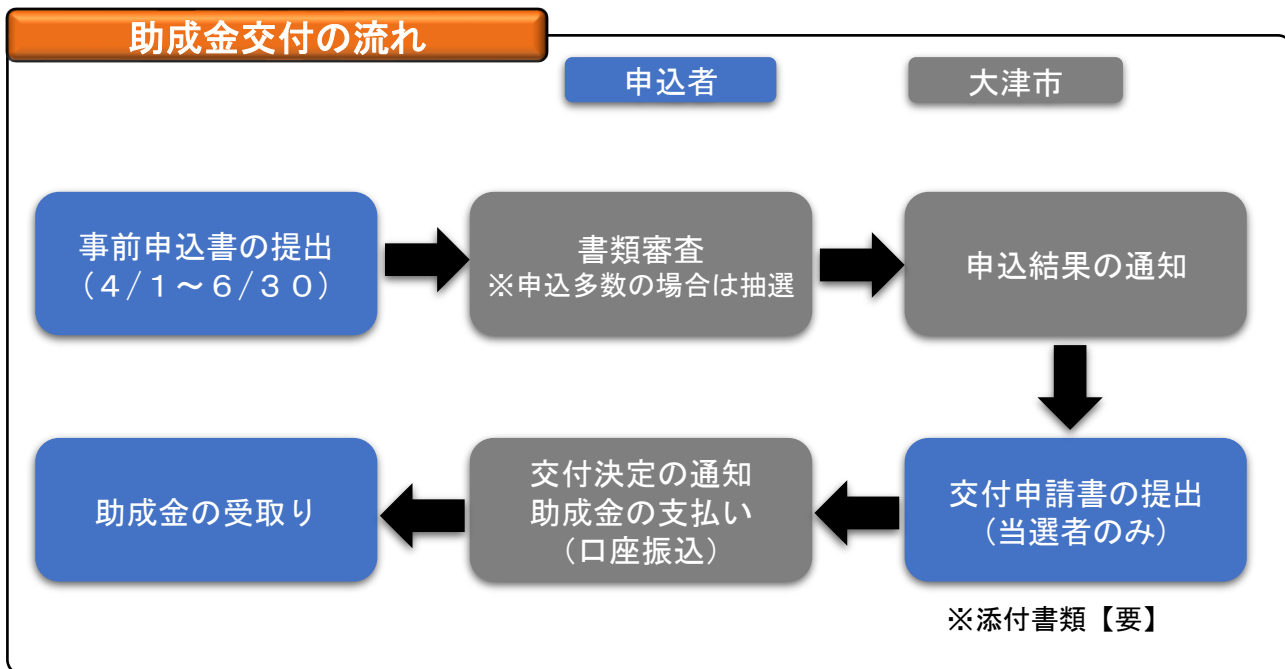 助成金交付の流れ
申込者
大津市
事前申込書の提出
（４/１～６/３０）
書類審査
※申込多数の場合は抽選
申込結果の通知
交付申請書の提出
（当選者のみ）
※添付書類【要】
交付決定の通知
助成金の支払い
（口座振込）
助成金の受取り